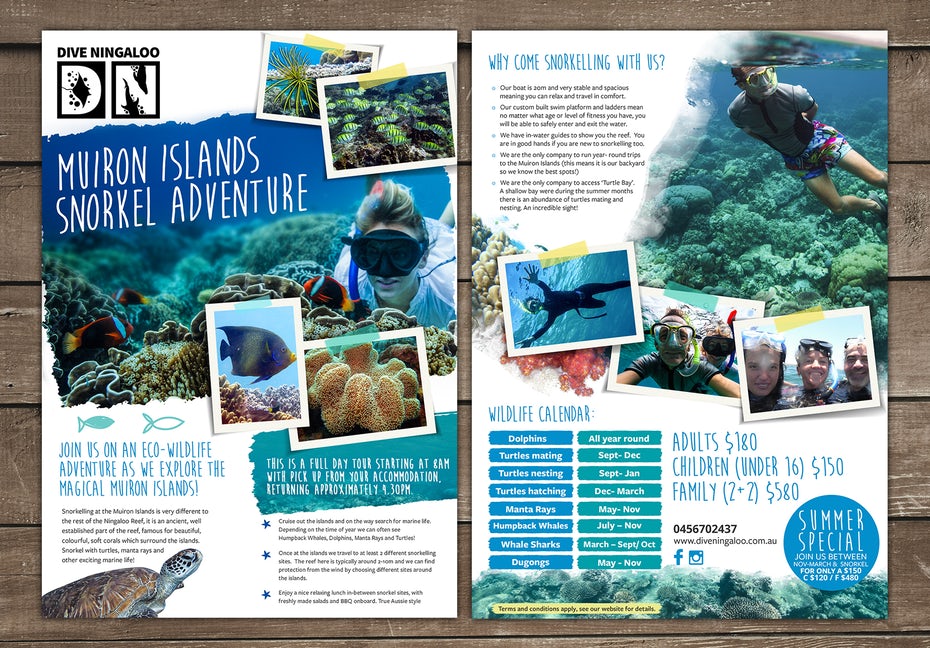 DIVE NINGALOO
DN
MUIRON ISLANDS
SNORKEL ADVENTURE
JOIN US ON AN ECO-WILDLIFE
ADVENTURE AS WE EXPLORE THE
MAGICAL MUIRON ISLANDS!
Snorkelling at the Muiron Islands is very different to
the rest of the Ningaloo Reef, it is an ancient, well
established part of the reef, famous for beautiful,
colourful, soft corals which surround the islands.
Snorkel with turtles, manta rays and
other exciting marine life!
THIS IS A FULL DAY TOUR STARTING AT 8AM
WITH PICK UP FROM YOUR ACCOMMODATION,
RETURNING APPROXIMATELY 4.30PM.
Cruise out the islands and on the way search for marine life.
Depending on the time of year can often see
Humpback Whales, Dolphins, Manta Rays and Turtles!
Once at the islands we travel to at least 2 different snorkelling
sites. The reef here is typically around 2-10m and we can find
protection from the wind by choosing different sites around
the islands.
Enjoy a nice relaxing lunch in-between snorkel sites, with
freshly made salads and BBQ onboard. True Aussie style
WHY COME SNORKELLING WITH US?
Our boat is 20m and very stable and spacious
meaning you can relax and travel in comfort.
Our custom built swim platform and ladders mean
no matter what age or level of fitness you have, you
will be able to safely enter and exit the water.
We have in-water guides to show you the reef. You
are in good hands if you are new to snorkelling too,
We are the only company to run year- round trips
to the Muiron Islands (this means it is our backyard
so we know the best spots!)
We are the only company to access 'Turtle Bay'.
A shallow bay were during the summer months
there is an abundance of turtles mating and
nesting. An incredible sight!
WILDLIFE CALENDAR:
Dolphins All year round
Turtles mating Sept- Dec
Turtles nesting Sept- Jan
Turtles hatching Dec- March
Manta Rays May- Nov
Humpback Whales July – Nov
Whale Sharks March – Sept/ Oct
Dugongs May - Nov
ADULTS $180
CHILDREN (UNDER 16) $150
FAMILY (2+2) $580
0456702437
www.diveningaloo.com.au
SUMMER
SPECIAL
JOIN US BETWEEN
NOV-MARCH & SNORKEL
FOR ONLY A $150
C $120 / F $480
Terms and conditions apply, see our website for details.